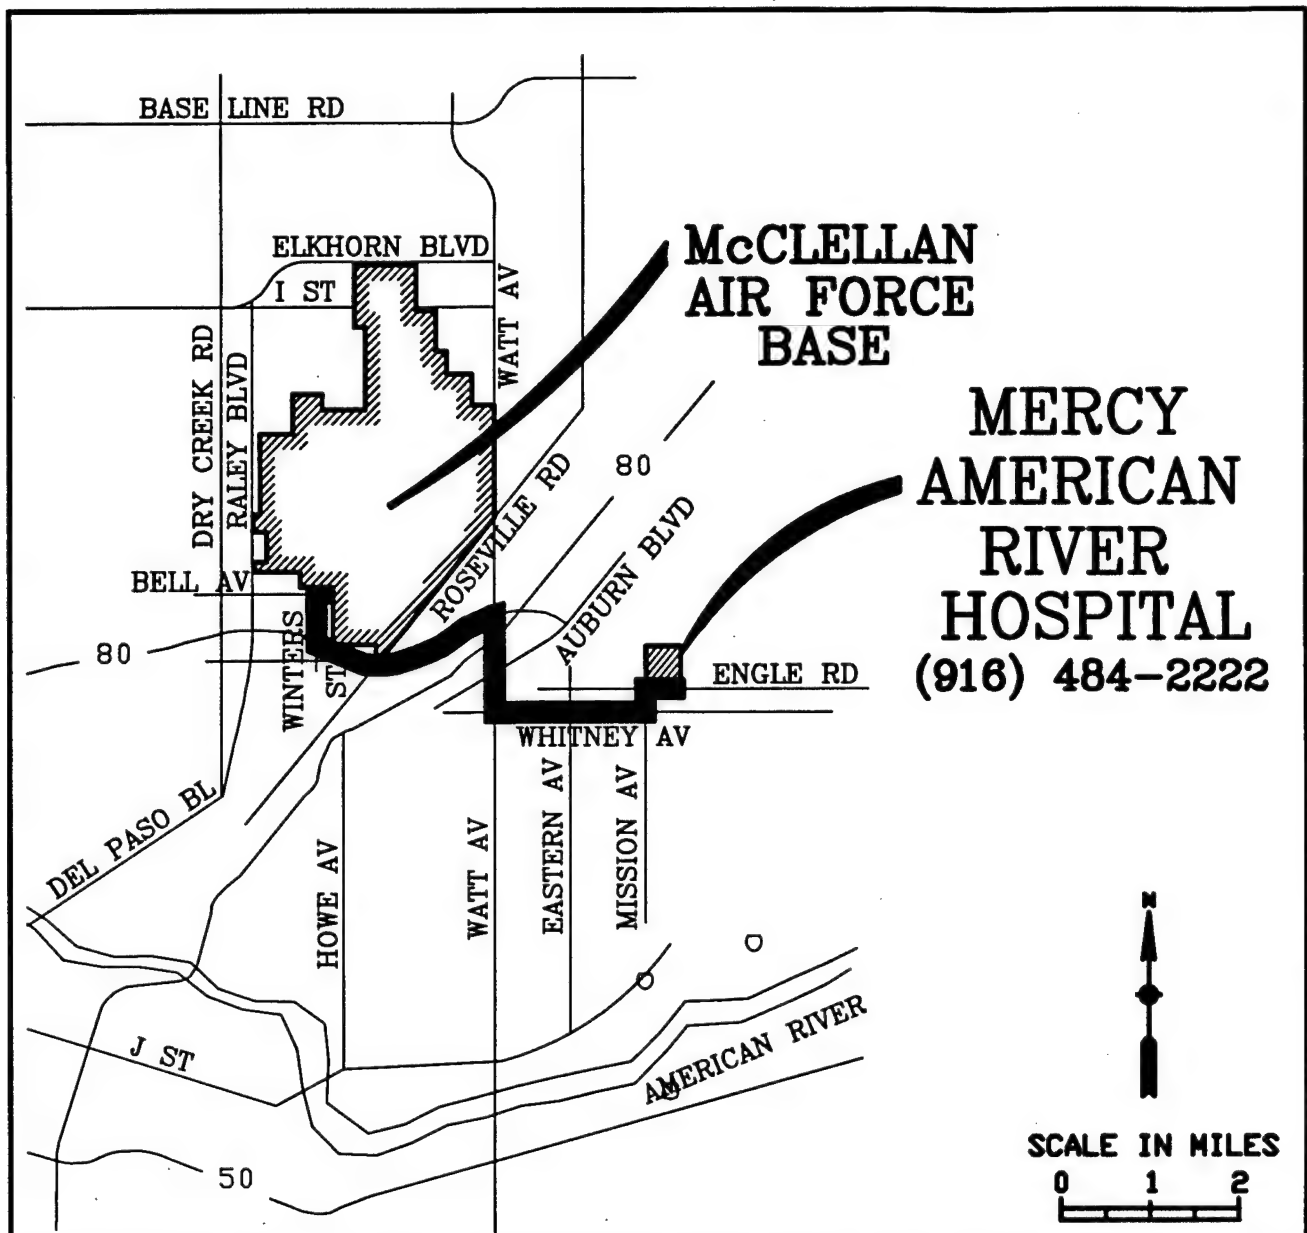 BASE LINE RD
ELKHORN BLVD
I ST
WATT AV
McCLELLAN
AIR FORCE
BASE
DRY CREEK RD
RALEY BLVD
MERCY
AMERICAN
RIVER
HOSPITAL
(916) 484-2222
80
ROSEVILLE RD
AUBURN BLVD
BELL AV
WINTERS
ST
80
ENGLE RD
WHITNEY AV
DEL PASO BL
HOWE AV
WATT AV
EASTERN AV
MISSION AV
J ST
AMERICAN RIVER
50
N
SCALE IN MILES
0 1 2